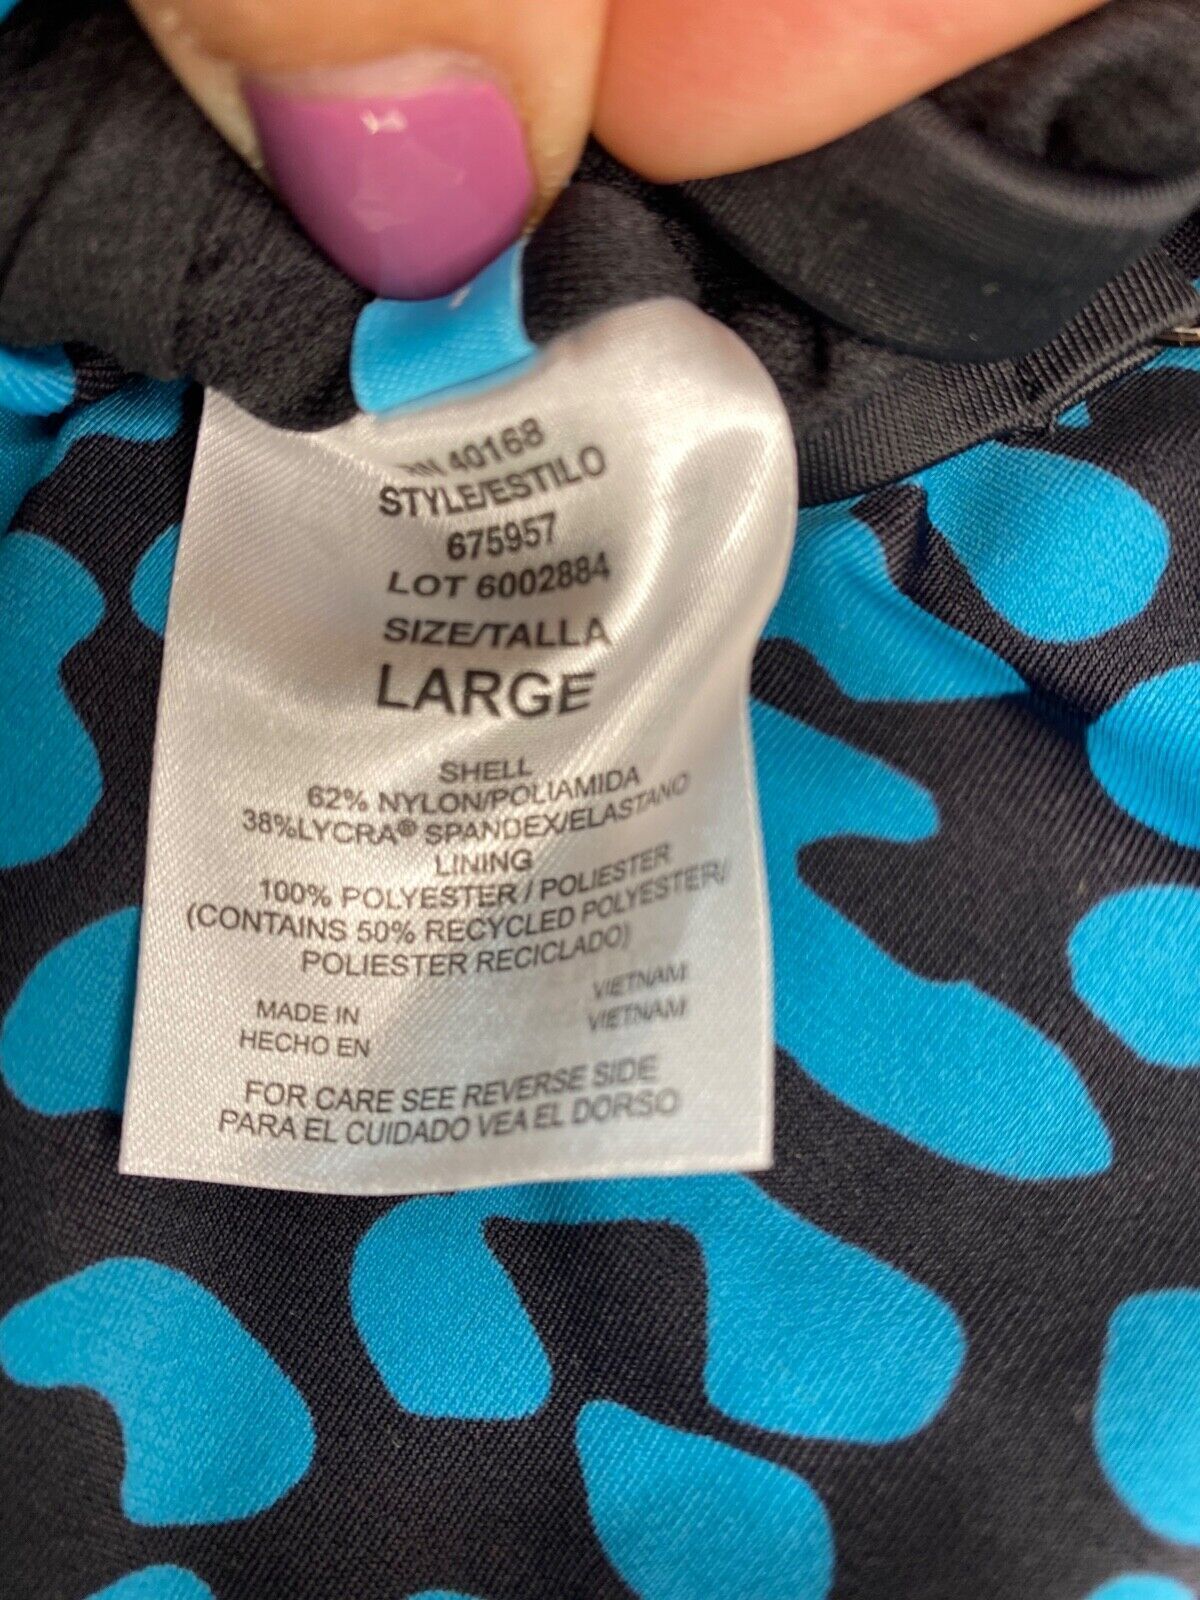 RN 40168
STYLE/ESTILO
675957
LOT 6002884
SIZE/TALLA
LARGE
SHELL
62% NYLON/POLIAMIDA
38%LYCRA® SPANDEX/ELASTANO
LINING
100% POLYESTER / POLIESTER
(CONTAINS 50% RECYCLED POLYESTER/
POLIESTER RECICLADO)
MADE IN VIETNAM
HECHO EN VIETNAM
FOR CARE SEE REVERSE SIDE
PARA EL CUIDADO VEA EL DORSO